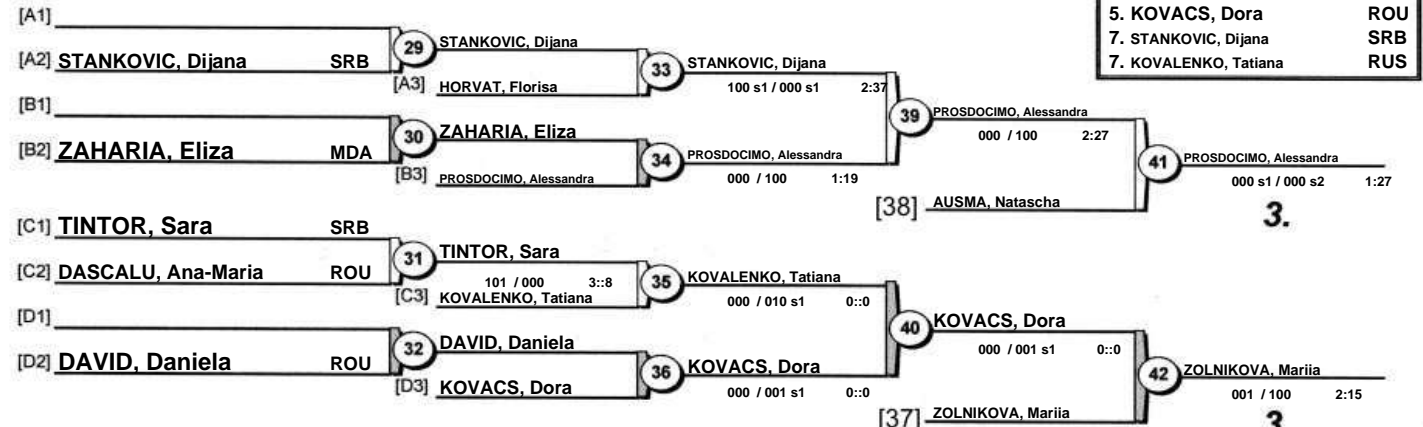 5. KOVACS, Dora ROU
7. STANKOVIC, Dijana SRB
7. KOVALENKO, Tatiana RUS
[A1]
[A2] STANKOVIC, Dijana SRB
29
STANKOVIC, Dijana
[A3] HORVAT, Florisa
33
STANKOVIC, Dijana
100 s1 / 000 s1 2:37
[B1]
[B2] ZAHARIA, Eliza MDA
30
ZAHARIA, Eliza
[B3] PROSDOCIMO, Alessandra
34
PROSDOCIMO, Alessandra
000 / 100 1:19
39
PROSDOCIMO, Alessandra
000 / 100 2:27
[38] AUSMA, Natascha
41
PROSDOCIMO, Alessandra
000 s1 / 000 s2 1:27
3.
[C1] TINTOR, Sara SRB
[C2] DASCALU, Ana-Maria ROU
31
TINTOR, Sara
101 / 000 3::8
[C3] KOVALENKO, Tatiana
35
KOVALENKO, Tatiana
000 / 010 s1 0::0
[D1]
[D2] DAVID, Daniela ROU
32
DAVID, Daniela
[D3] KOVACS, Dora
36
KOVACS, Dora
000 / 001 s1 0::0
40
KOVACS, Dora
000 / 001 s1 0::0
[37] ZOLNIKOVA, Mariia
42
ZOLNIKOVA, Mariia
001 / 100 2:15
3.